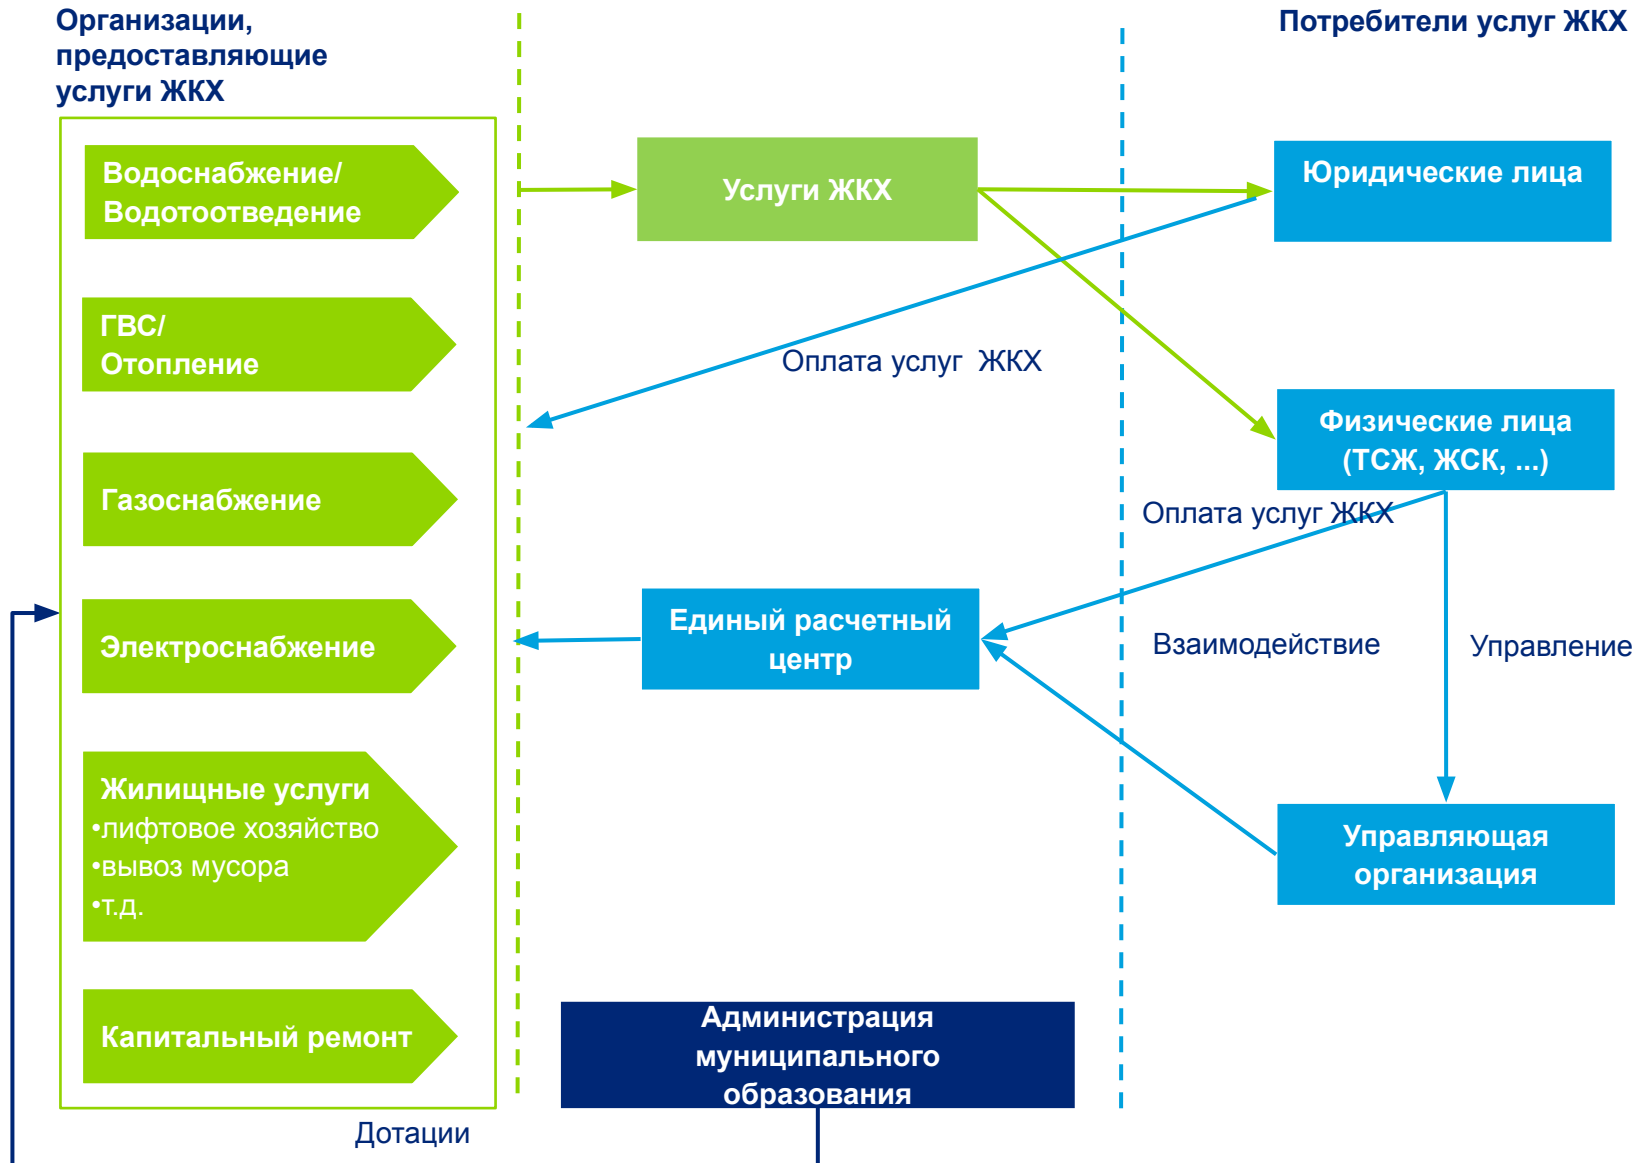 Организации,
предоставляющие
услуги ЖКХ
Потребители услуг ЖКХ
Водоснабжение/
Водотоотведение
Услуги ЖКХ
Юридические лица
ГВС/
Отопление
Оплата услуг ЖКХ
Физические лица
(ТСЖ, ЖСК, ...)
Газоснабжение
Оплата услуг ЖКХ
Электроснабжение
Единый расчетный
центр
Взаимодействие
Управление
Жилищные услуги
•лифтовое хозяйство
•вывоз мусора
•т.д.
Управляющая
организация
Капитальный ремонт
Администрация
муниципального
образования
Дотации